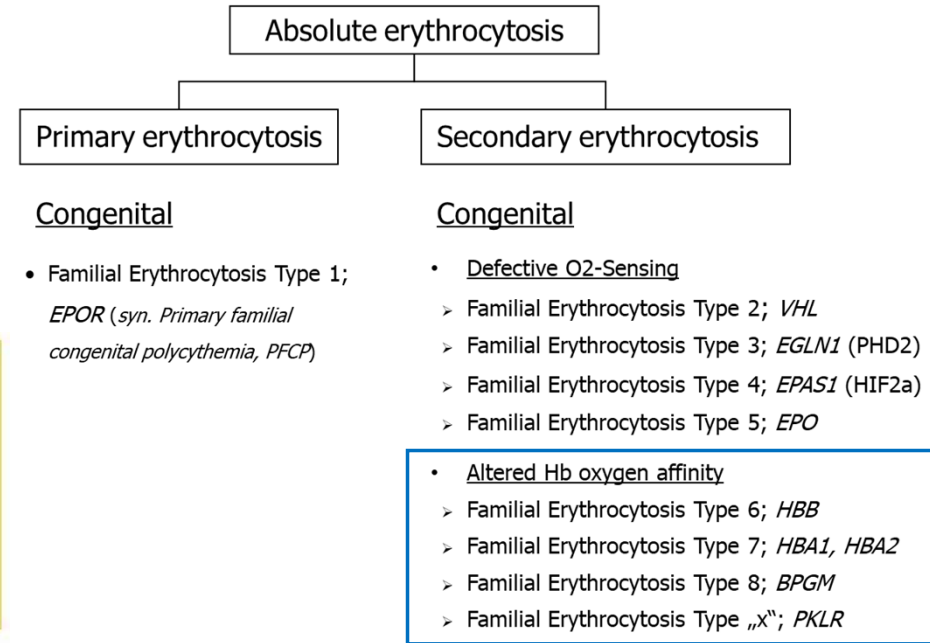 Absolute erythrocytosis
Primary erythrocytosis
Secondary erythrocytosis
Congenital
• Familial Erythrocytosis Type 1;
EPOR (syn. Primary familial
congenital polycythemia, PFCP)
Congenital
• Defective O2-Sensing
➢ Familial Erythrocytosis Type 2; VHL
➢ Familial Erythrocytosis Type 3; EGLN1 (PHD2)
➢ Familial Erythrocytosis Type 4; EPAS1 (HIF2a)
➢ Familial Erythrocytosis Type 5; EPO
• Altered Hb oxygen affinity
➢ Familial Erythrocytosis Type 6; HBB
➢ Familial Erythrocytosis Type 7; HBA1, HBA2
➢ Familial Erythrocytosis Type 8; BPGM
➢ Familial Erythrocytosis Type „x“; PKLR